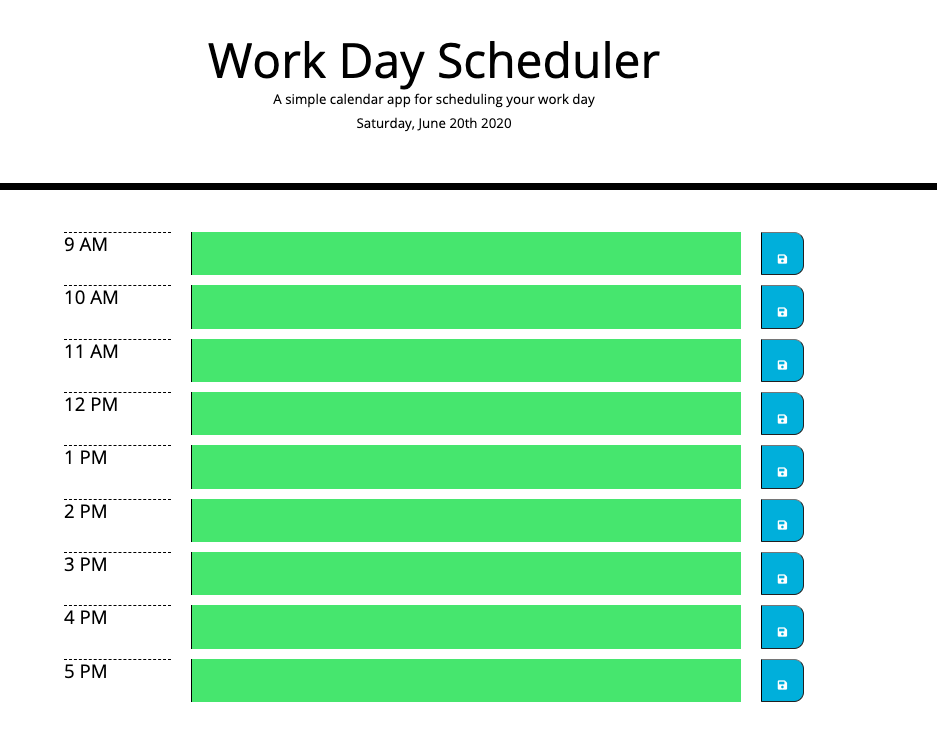 Work Day Scheduler
A simple calendar app for scheduling your work day
Saturday, June 20th 2020
9 AM
10 AM
11 AM
12 PM
1 PM
2 PM
3 PM
4 PM
5 PM